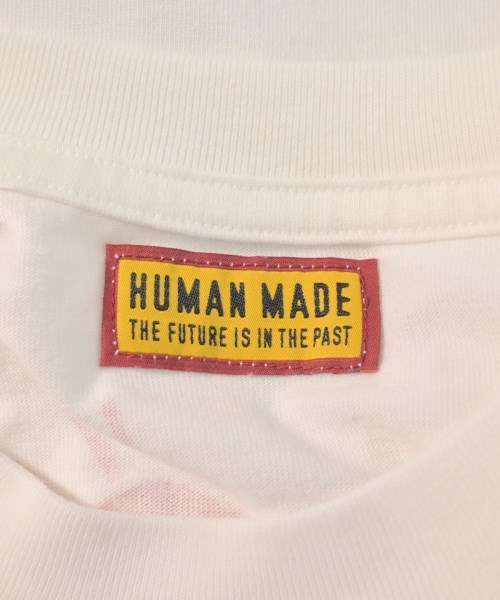 HUMAN MADE
THE FUTURE IS IN THE PAST